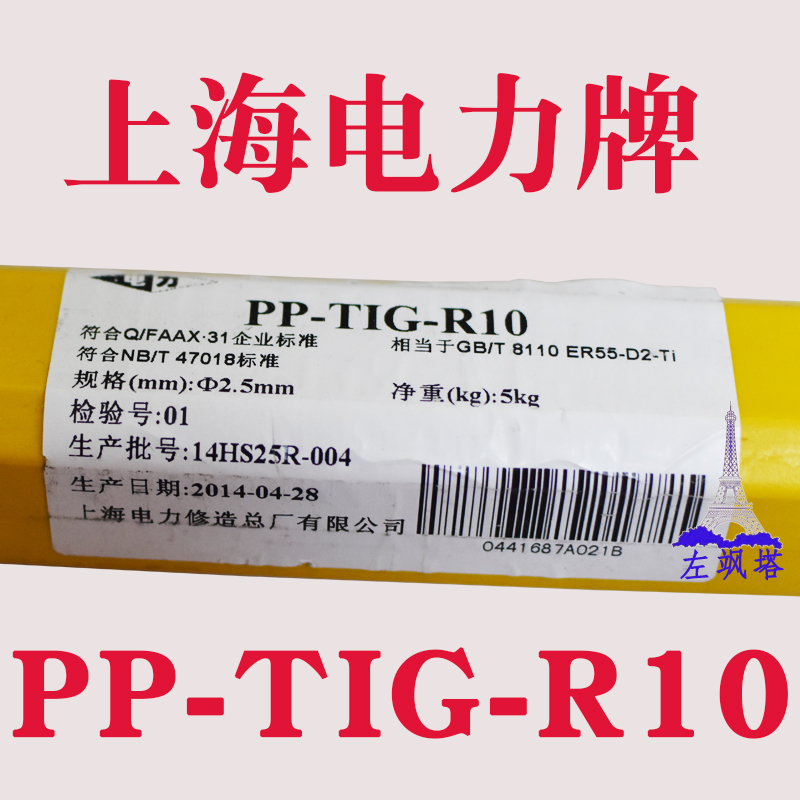 上海电力牌
电力
PP-TIG-R10
符合Q/FAAX·31企业标准
相当于GB/T 8110 ER55-D2-Ti
符合NB/T 47018标准
规格(mm):Φ2.5mm
净重(kg):5kg
检验号:01
生产批号:14HS25R-004
生产日期:2014-04-28
上海电力修造总厂有限公司
0441687A021B
左飒塔
PP-TIG-R10